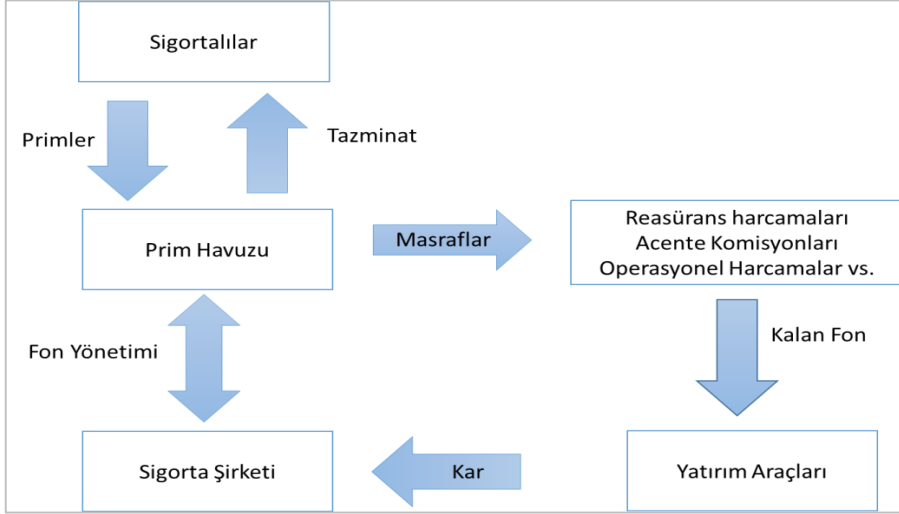 Sigortalılar
Primler
Tazminat
Prim Havuzu
Masraflar
Reasürans harcamaları
Acente Komisyonları
Operasyonel Harcamalar vs.
Fon Yönetimi
Kalan Fon
Sigorta Şirketi
Kar
Yatırım Araçları